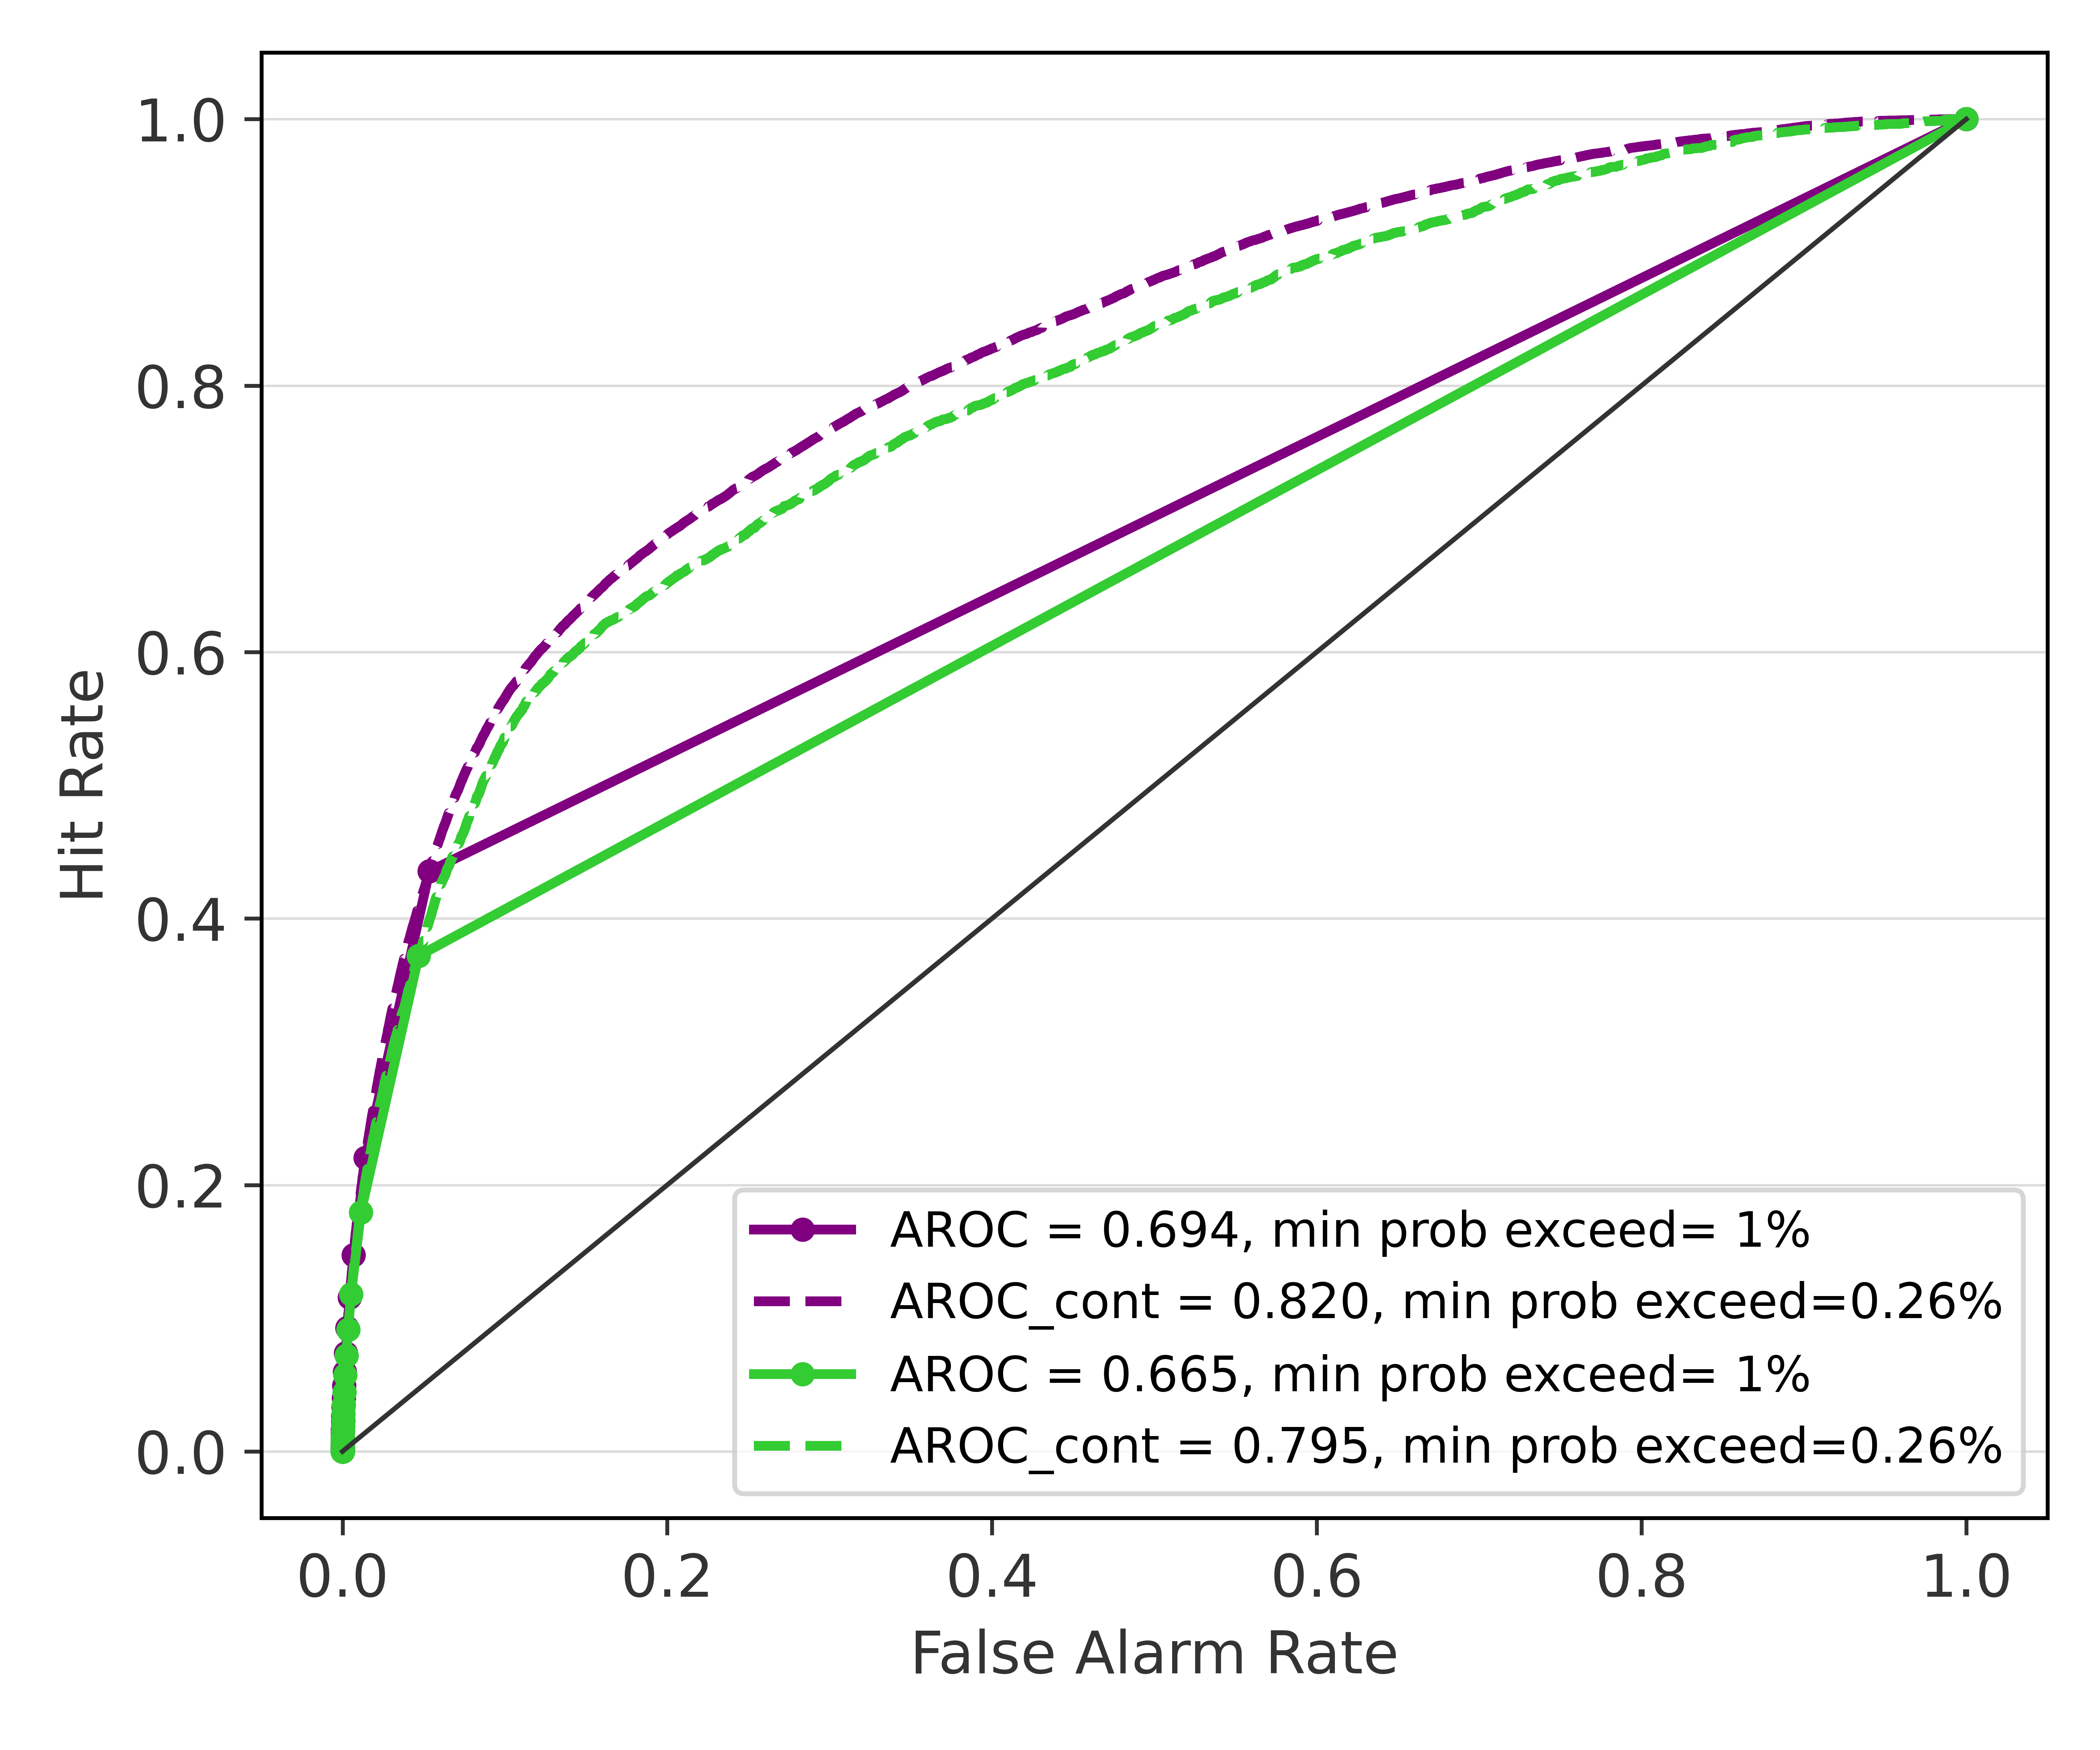 1.0
0.8
0.6
0.4
0.2
0.0
Hit Rate
AROC = 0.694, min prob exceed= 1%
AROC_cont = 0.820, min prob exceed=0.26%
AROC = 0.665, min prob exceed= 1%
AROC_cont = 0.795, min prob exceed=0.26%
0.0 0.2 0.4 0.6 0.8 1.0
False Alarm Rate